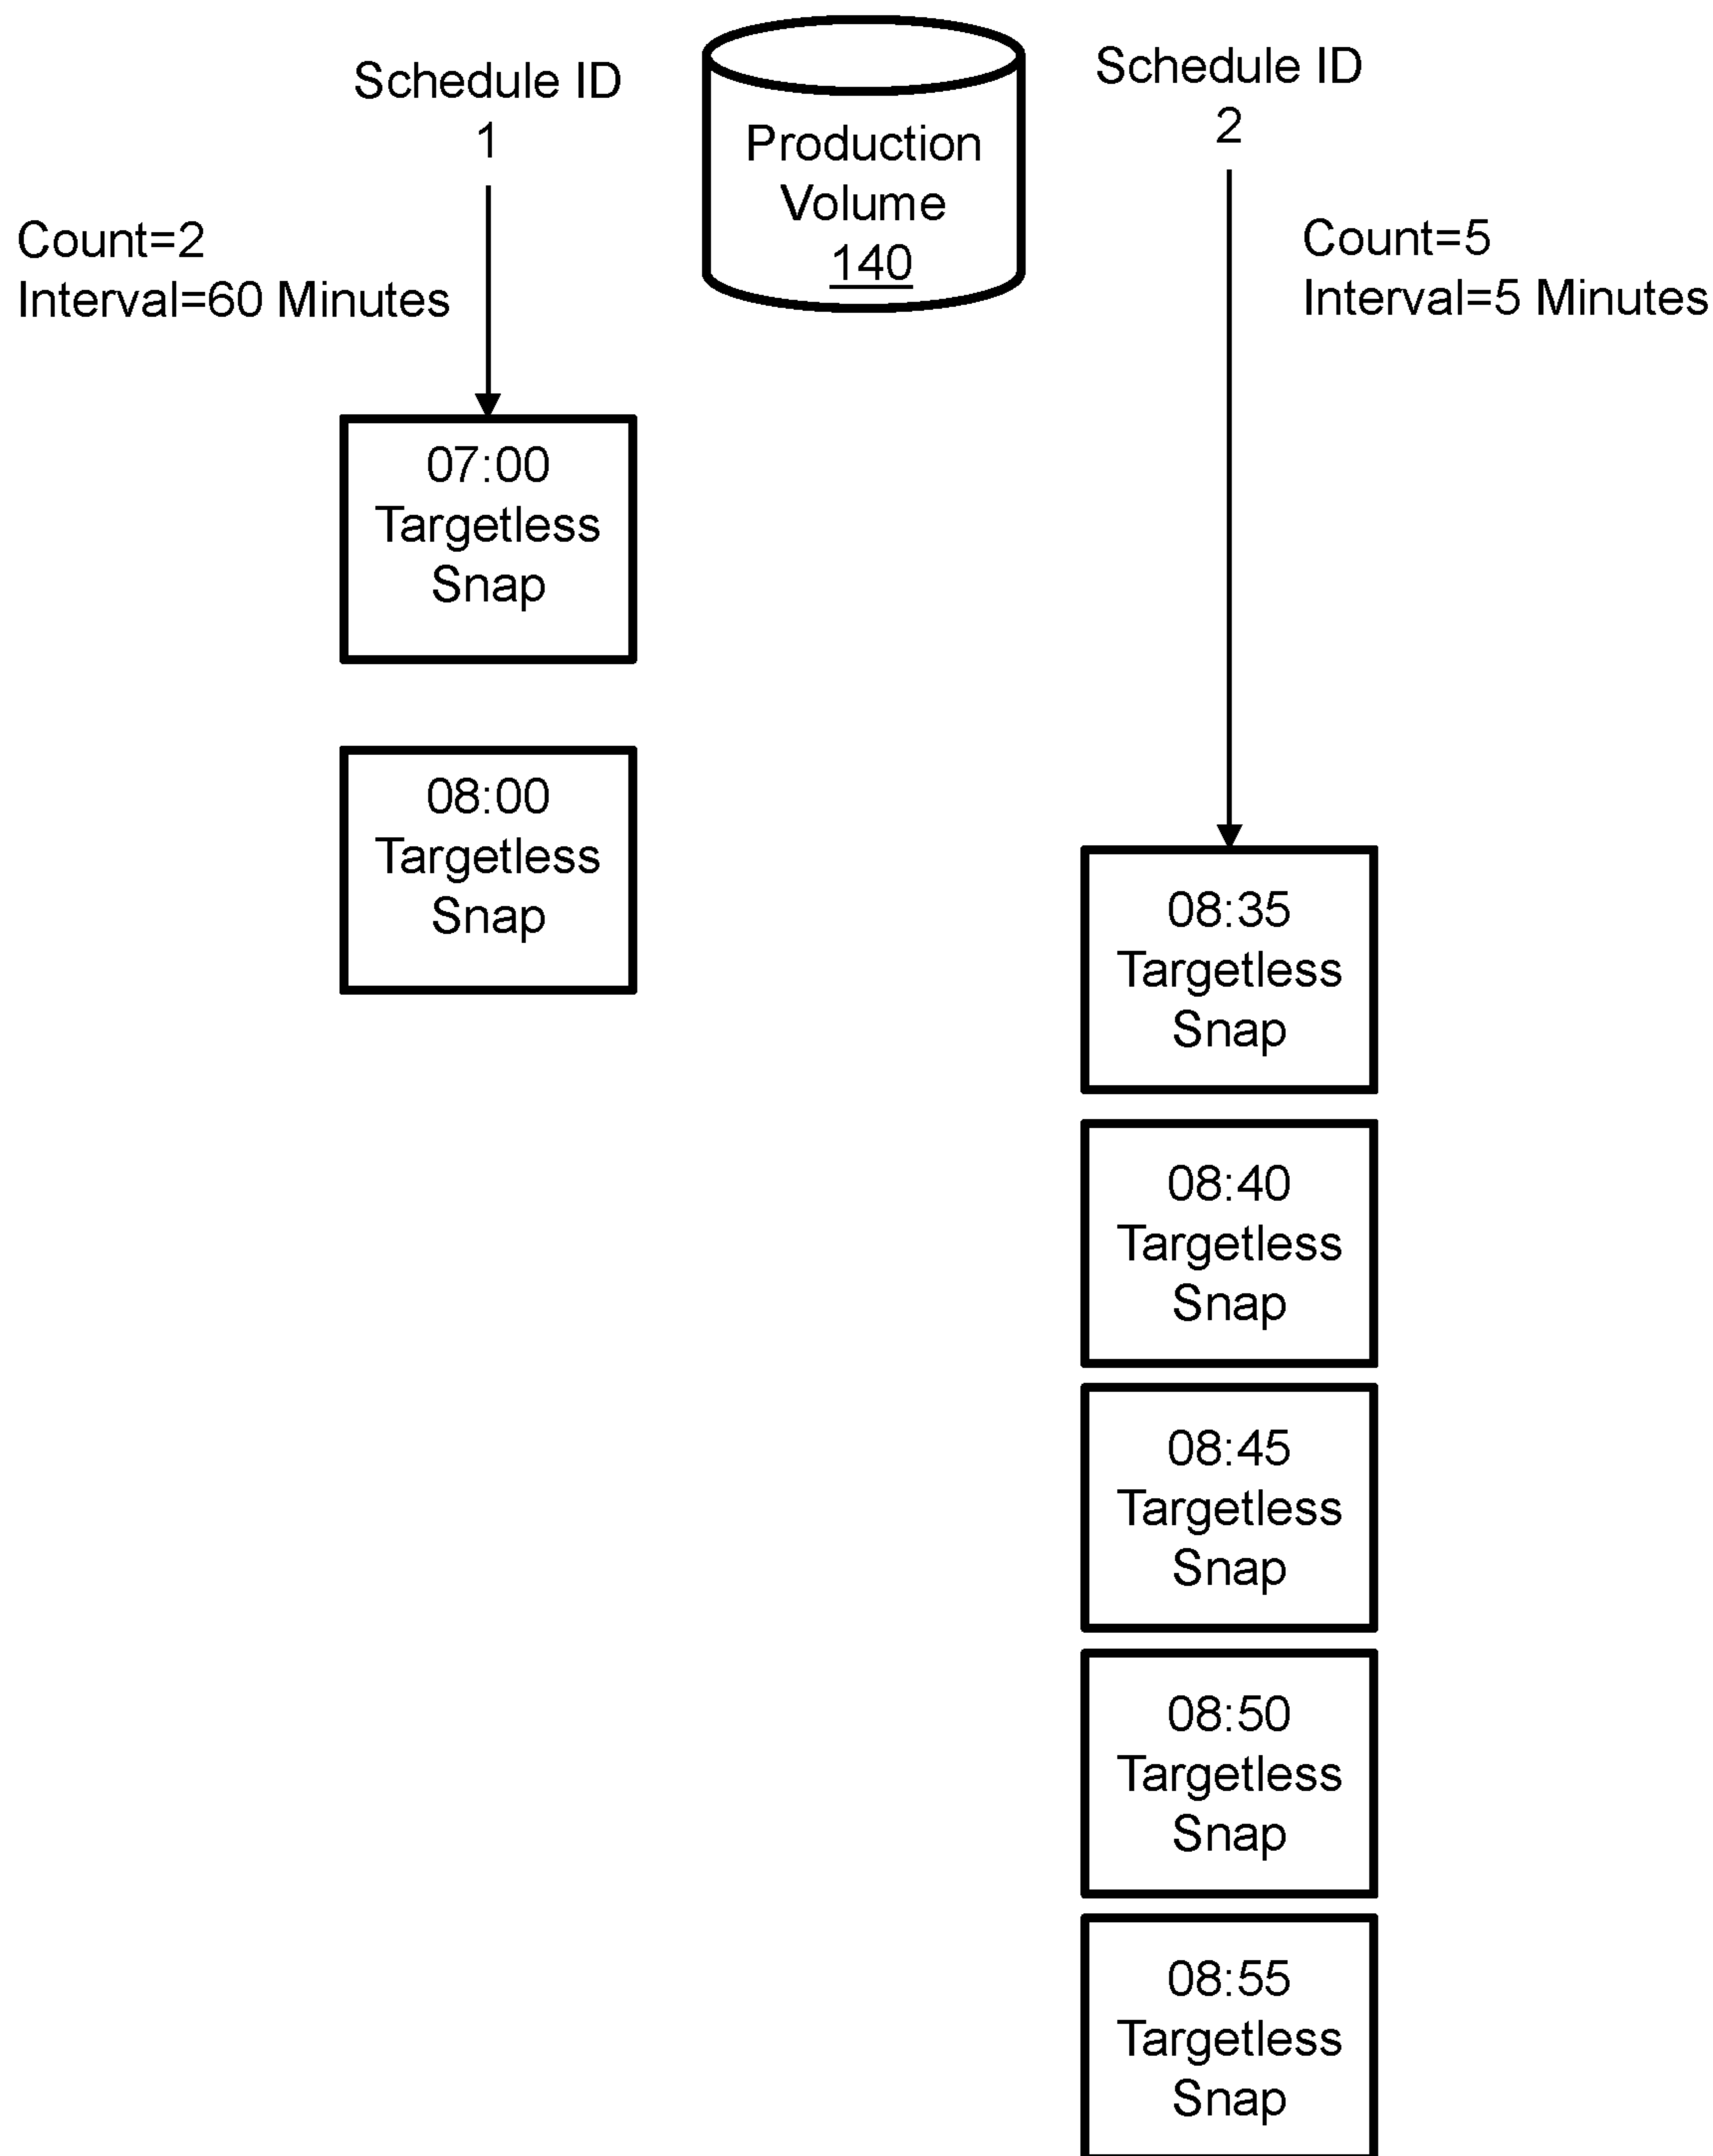 Schedule ID
1
Count=2
Interval=60 Minutes
Production
Volume
140
Schedule ID
2
Count=5
Interval=5 Minutes
07:00
Targetless
Snap
08:00
Targetless
Snap
08:35
Targetless
Snap
08:40
Targetless
Snap
08:45
Targetless
Snap
08:50
Targetless
Snap
08:55
Targetless
Snap